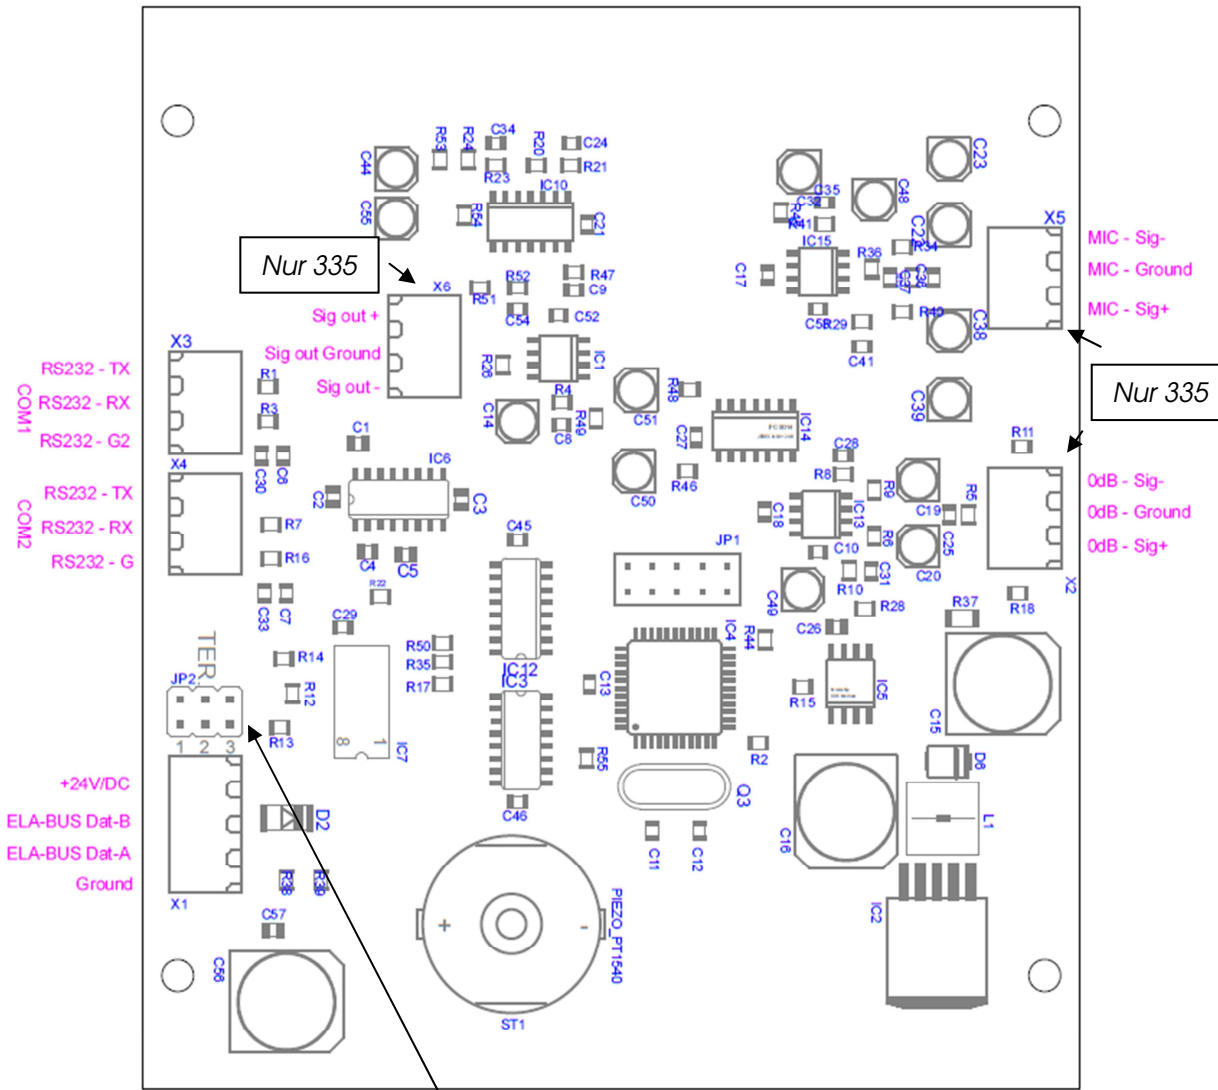 R53
R24
C34
R20
C24
R23
R21
C44
IC10
C55
R54
C21
C23
C35
C32
C48
R41
C22
X5
R34
IC15
R36
C17
C37
C36
MIC - Sig-
MIC - Ground
MIC - Sig+
Nur 335
X6
R51
R52
R47
C9
C54
C52
R29
R40
C38
C41
Sig out +
Sig out Ground
Sig out -
R26
IC1
X3
RS232 - TX
RS232 - RX
RS232 - G2
COM1
R1
R3
R4
R49
C8
C14
C51
R48
IC14
C27
C39
Nur 335
R11
C1
C30
C6
X4
IC6
C2
C3
C50
R46
C28
R8
R9
C19
R5
0dB - Sig-
0dB - Ground
0dB - Sig+
RS232 - TX
RS232 - RX
RS232 - G
COM2
R7
R16
C4
C5
C45
C18
IC13
C10
R6
C25
C20
X2
JP1
R10
C31
C49
R28
R18
C33
C7
R22
C29
IC4
R44
C26
R37
TER.
JP2
R14
R12
R13
R50
R35
R17
IC12
IC3
C13
R15
IC5
C15
1 2 3
8 1
IC7
R55
R2
D6
+24V/DC
ELA-BUS Dat-B
ELA-BUS Dat-A
Ground
D2
C46
Q3
C16
L1
C11
C12
X1
R38
R39
C57
C56
+ -
PIEZO_PT1540
ST1
IC2